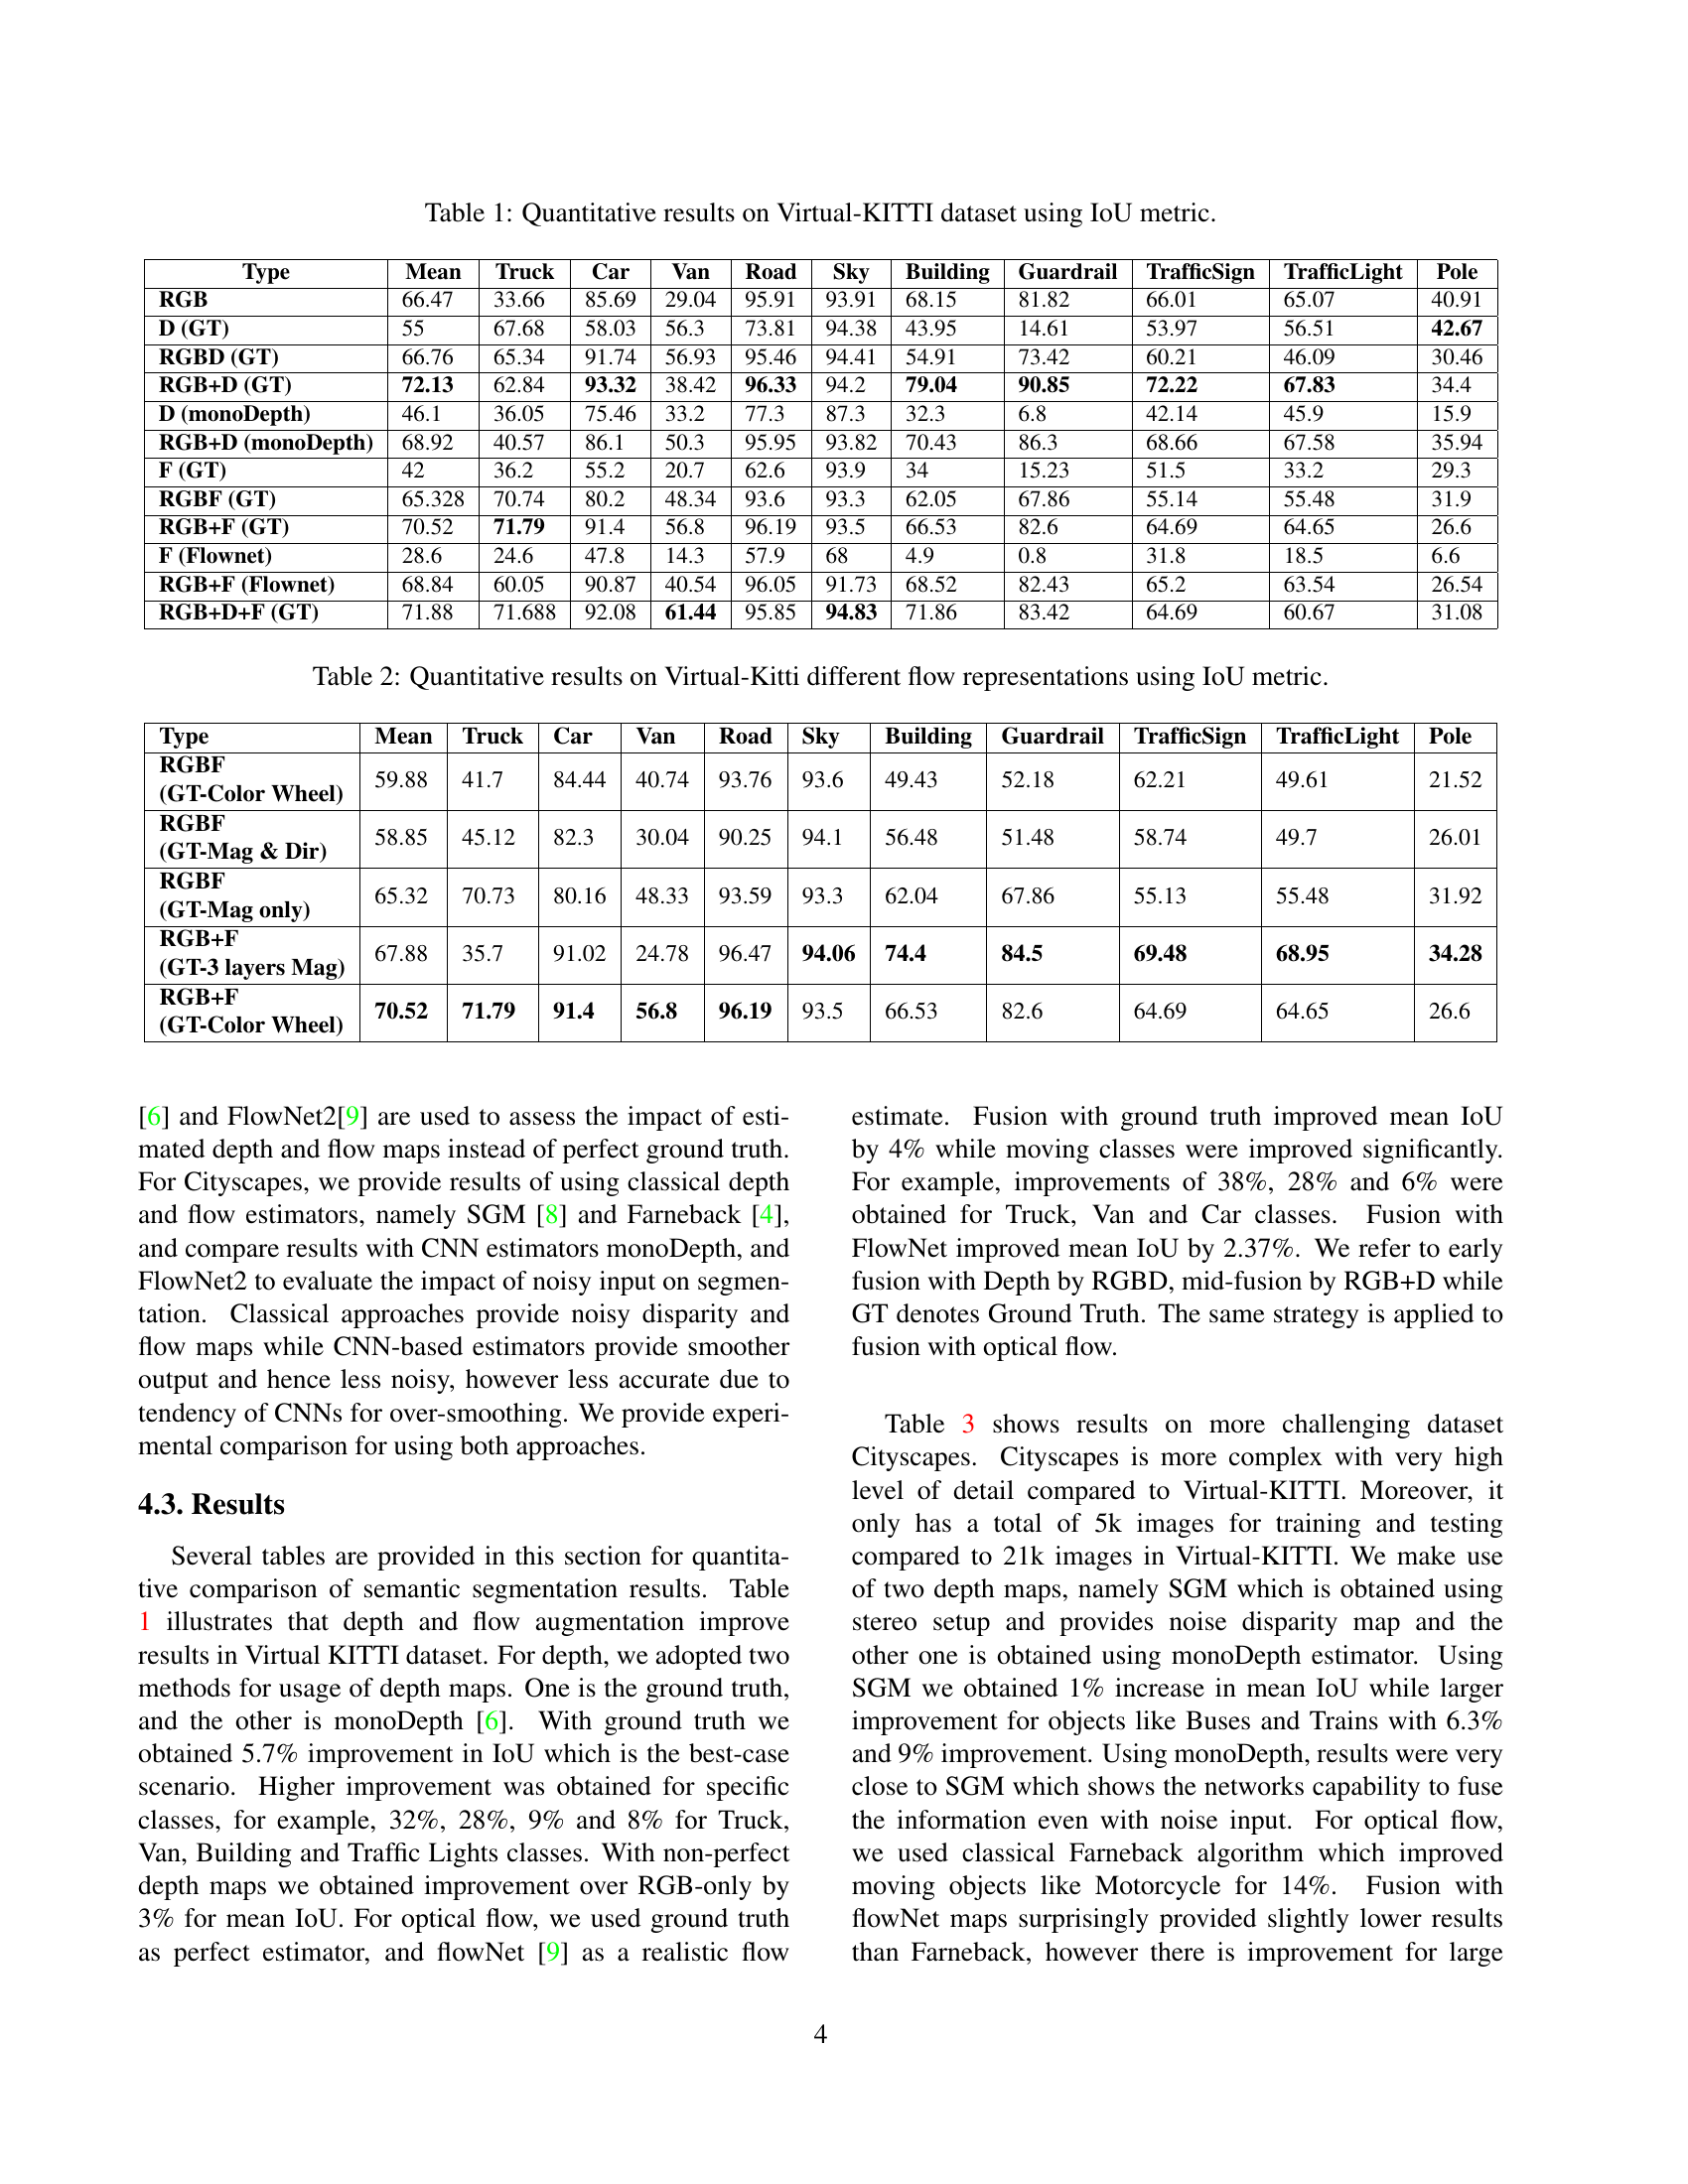 Table 1: Quantitative results on Virtual-KITTI dataset using IoU metric.
Type Mean Truck Car Van Road Sky Building Guardrail TrafficSign TrafficLight Pole
RGB 66.47 33.66 85.69 29.04 95.91 93.91 68.15 81.82 66.01 65.07 40.91
D (GT) 55 67.68 58.03 56.3 73.81 94.38 43.95 14.61 53.97 56.51 42.67
RGBD (GT) 66.76 65.34 91.74 56.93 95.46 94.41 54.91 73.42 60.21 46.09 30.46
RGB+D (GT) 72.13 62.84 93.32 38.42 96.33 94.2 79.04 90.85 72.22 67.83 34.4
D (monoDepth) 46.1 36.05 75.46 33.2 77.3 87.3 32.3 6.8 42.14 45.9 15.9
RGB+D (monoDepth) 68.92 40.57 86.1 50.3 95.95 93.82 70.43 86.3 68.66 67.58 35.94
F (GT) 42 36.2 55.2 20.7 62.6 93.9 34 15.23 51.5 33.2 29.3
RGBF (GT) 65.328 70.74 80.2 48.34 93.6 93.3 62.05 67.86 55.14 55.48 31.9
RGB+F (GT) 70.52 71.79 91.4 56.8 96.19 93.5 66.53 82.6 64.69 64.65 26.6
F (Flownet) 28.6 24.6 47.8 14.3 57.9 68 4.9 0.8 31.8 18.5 6.6
RGB+F (Flownet) 68.84 60.05 90.87 40.54 96.05 91.73 68.52 82.43 65.2 63.54 26.54
RGB+D+F (GT) 71.88 71.688 92.08 61.44 95.85 94.83 71.86 83.42 64.69 60.67 31.08
Table 2: Quantitative results on Virtual-Kitti different flow representations using IoU metric.
Type Mean Truck Car Van Road Sky Building Guardrail TrafficSign TrafficLight Pole
RGBF
(GT-Color Wheel) 59.88 41.7 84.44 40.74 93.76 93.6 49.43 52.18 62.21 49.61 21.52
RGBF
(GT-Mag & Dir) 58.85 45.12 82.3 30.04 90.25 94.1 56.48 51.48 58.74 49.7 26.01
RGBF
(GT-Mag only) 65.32 70.73 80.16 48.33 93.59 93.3 62.04 67.86 55.13 55.48 31.92
RGB+F
(GT-3 layers Mag) 67.88 35.7 91.02 24.78 96.47 94.06 74.4 84.5 69.48 68.95 34.28
RGB+F
(GT-Color Wheel) 70.52 71.79 91.4 56.8 96.19 93.5 66.53 82.6 64.69 64.65 26.6
[6] and FlowNet2[9] are used to assess the impact of esti-
mated depth and flow maps instead of perfect ground truth.
For Cityscapes, we provide results of using classical depth
and flow estimators, namely SGM [8] and Farneback [4],
and compare results with CNN estimators monoDepth, and
FlowNet2 to evaluate the impact of noisy input on segmen-
tation. Classical approaches provide noisy disparity and
flow maps while CNN-based estimators provide smoother
output and hence less noisy, however less accurate due to
tendency of CNNs for over-smoothing. We provide experi-
mental comparison for using both approaches.
4.3. Results
Several tables are provided in this section for quantita-
tive comparison of semantic segmentation results. Table
1 illustrates that depth and flow augmentation improve
results in Virtual KITTI dataset. For depth, we adopted two
methods for usage of depth maps. One is the ground truth,
and the other is monoDepth [6]. With ground truth we
obtained 5.7% improvement in IoU which is the best-case
scenario. Higher improvement was obtained for specific
classes, for example, 32%, 28%, 9% and 8% for Truck,
Van, Building and Traffic Lights classes. With non-perfect
depth maps we obtained improvement over RGB-only by
3% for mean IoU. For optical flow, we used ground truth
as perfect estimator, and flowNet [9] as a realistic flow
estimate. Fusion with ground truth improved mean IoU
by 4% while moving classes were improved significantly.
For example, improvements of 38%, 28% and 6% were
obtained for Truck, Van and Car classes. Fusion with
FlowNet improved mean IoU by 2.37%. We refer to early
fusion with Depth by RGBD, mid-fusion by RGB+D while
GT denotes Ground Truth. The same strategy is applied to
fusion with optical flow.
Table 3 shows results on more challenging dataset
Cityscapes. Cityscapes is more complex with very high
level of detail compared to Virtual-KITTI. Moreover, it
only has a total of 5k images for training and testing
compared to 21k images in Virtual-KITTI. We make use
of two depth maps, namely SGM which is obtained using
stereo setup and provides noise disparity map and the
other one is obtained using monoDepth estimator. Using
SGM we obtained 1% increase in mean IoU while larger
improvement for objects like Buses and Trains with 6.3%
and 9% improvement. Using monoDepth, results were very
close to SGM which shows the networks capability to fuse
the information even with noise input. For optical flow,
we used classical Farneback algorithm which improved
moving objects like Motorcycle for 14%. Fusion with
flowNet maps surprisingly provided slightly lower results
than Farneback, however there is improvement for large
4